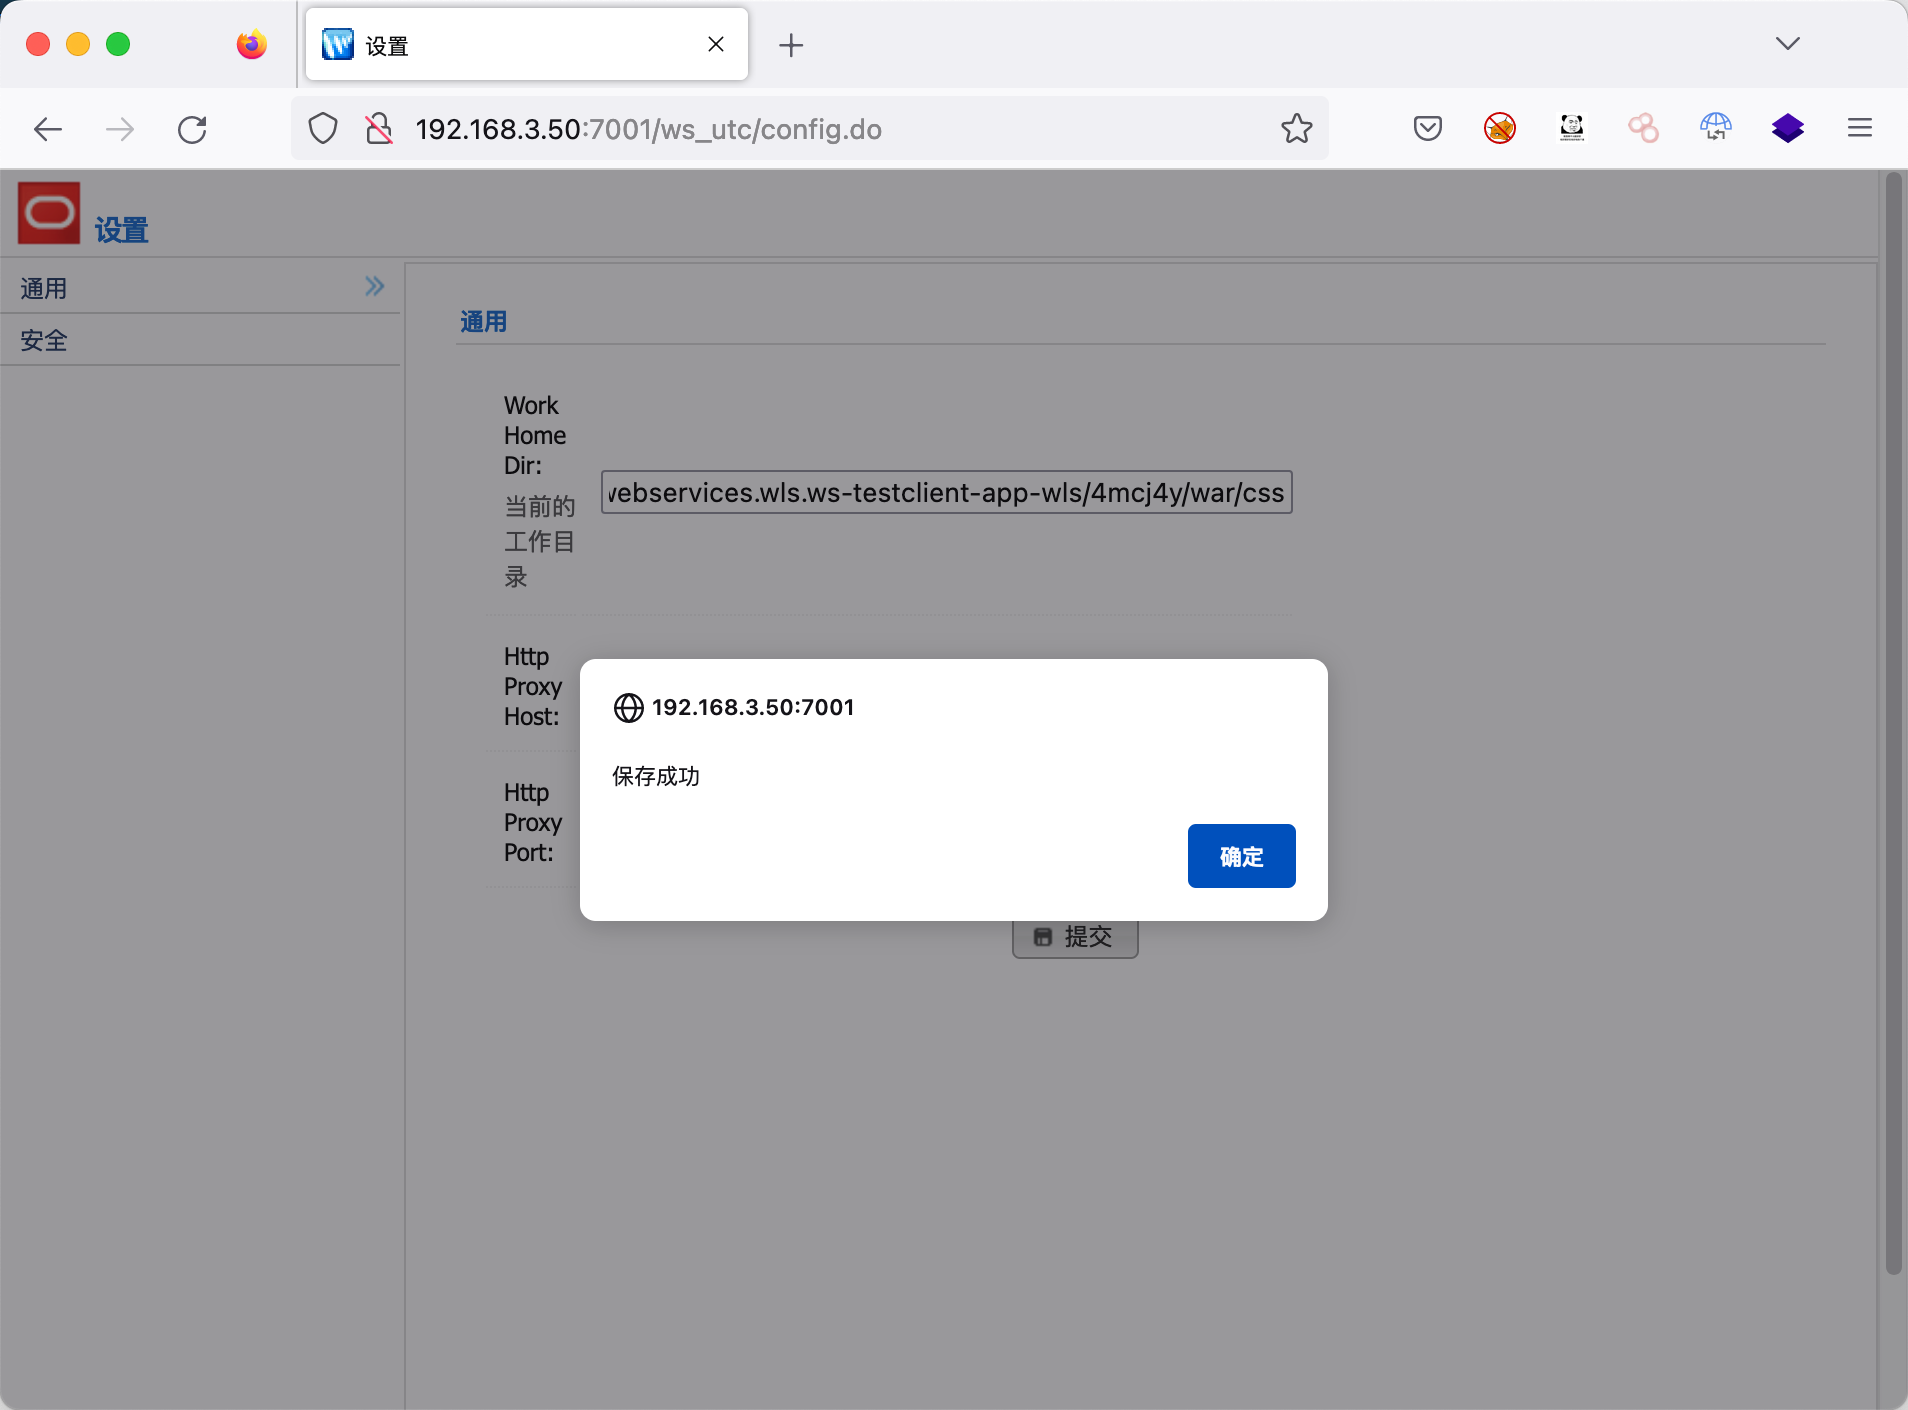 设置
192.168.3.50:7001/ws_utc/config.do
设置
通用
安全
通用
Work
Home
Dir:
当前的
工作目
录
webservices.wls.ws-testclient-app-wls/4mcj4y/war/css
Http
Proxy
Host:
192.168.3.50:7001
保存成功
Http
Proxy
Port:
确定
提交